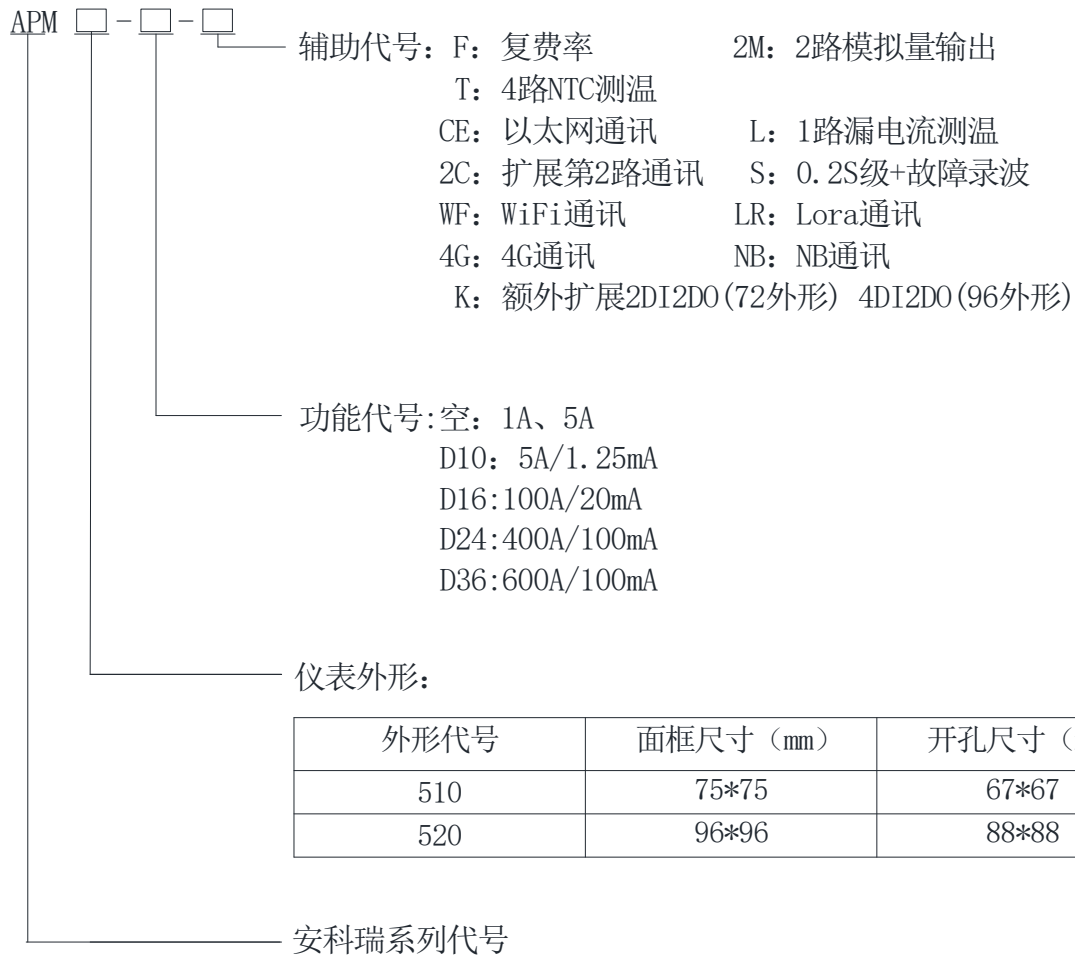 APM □-□-□
辅助代号：F：复费率 2M：2路模拟量输出
T：4路NTC测温
CE：以太网通讯 L：1路漏电流测温
2C：扩展第2路通讯 S：0.2S级+故障录波
WF：WiFi通讯 LR：Lora通讯
4G：4G通讯 NB：NB通讯
K：额外扩展2DI2DO(72外形) 4DI2DO(96外形)
功能代号:空：1A、5A
D10：5A/1.25mA
D16:100A/20mA
D24:400A/100mA
D36:600A/100mA
仪表外形：
外形代号 面框尺寸（mm） 开孔尺寸（
510 75*75 67*67
520 96*96 88*88
安科瑞系列代号